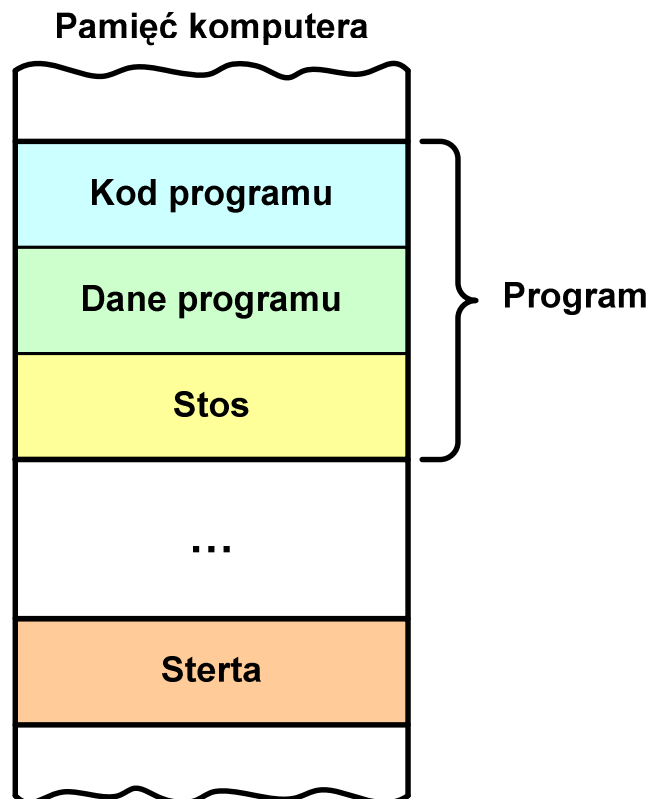 Pamięć komputera
Kod programu
Dane programu
Program
Stos
...
Sterta